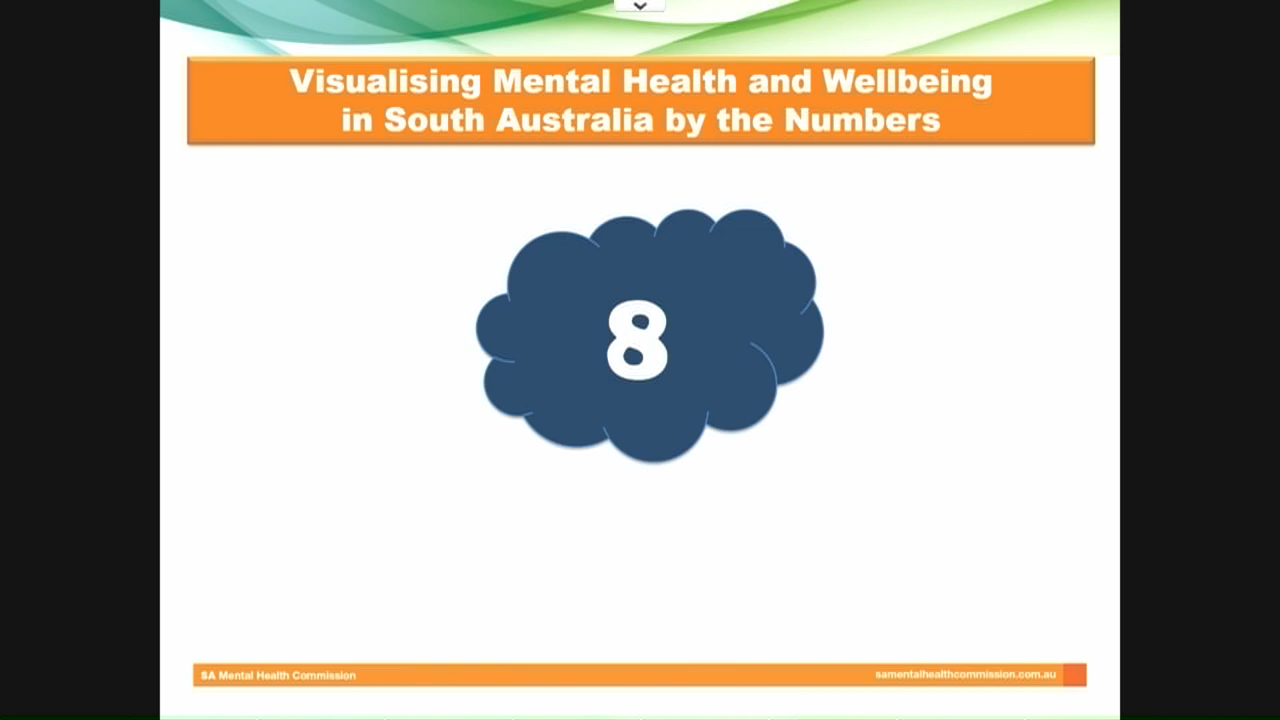 Visualising Mental Health and Wellbeing
in South Australia by the Numbers
8
SA Mental Health Commission
samentalhealthcommission.com.au